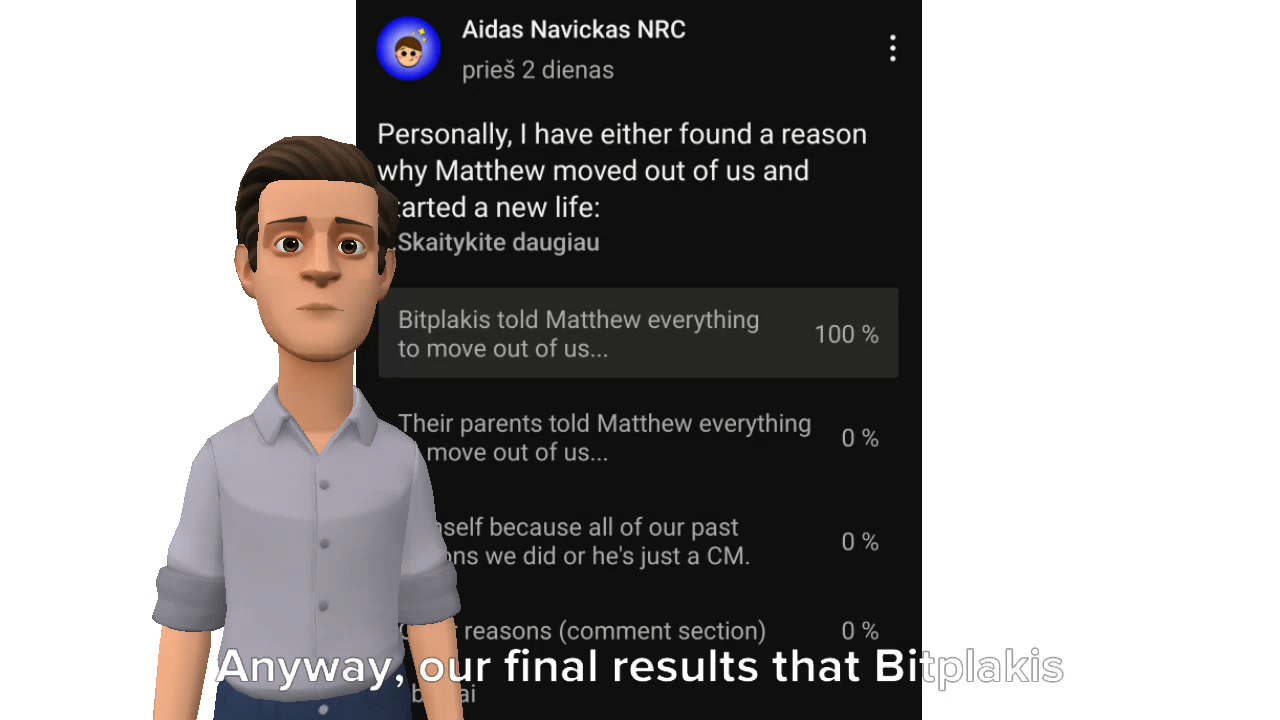 Aidas Navickas NRC
prieš 2 dienas
Personally, I have either found a reason
why Matthew moved out of us and
tarted a new life:
Skaitykite daugiau
Bitplakis told Matthew everything
to move out of us...
100 %
Their parents told Matthew everything
move out of us...
0 %
because all of our past
we did or he's just a CM.
0 %
reasons (comment section)
0 %
Anyway, our final results that Bitplakis